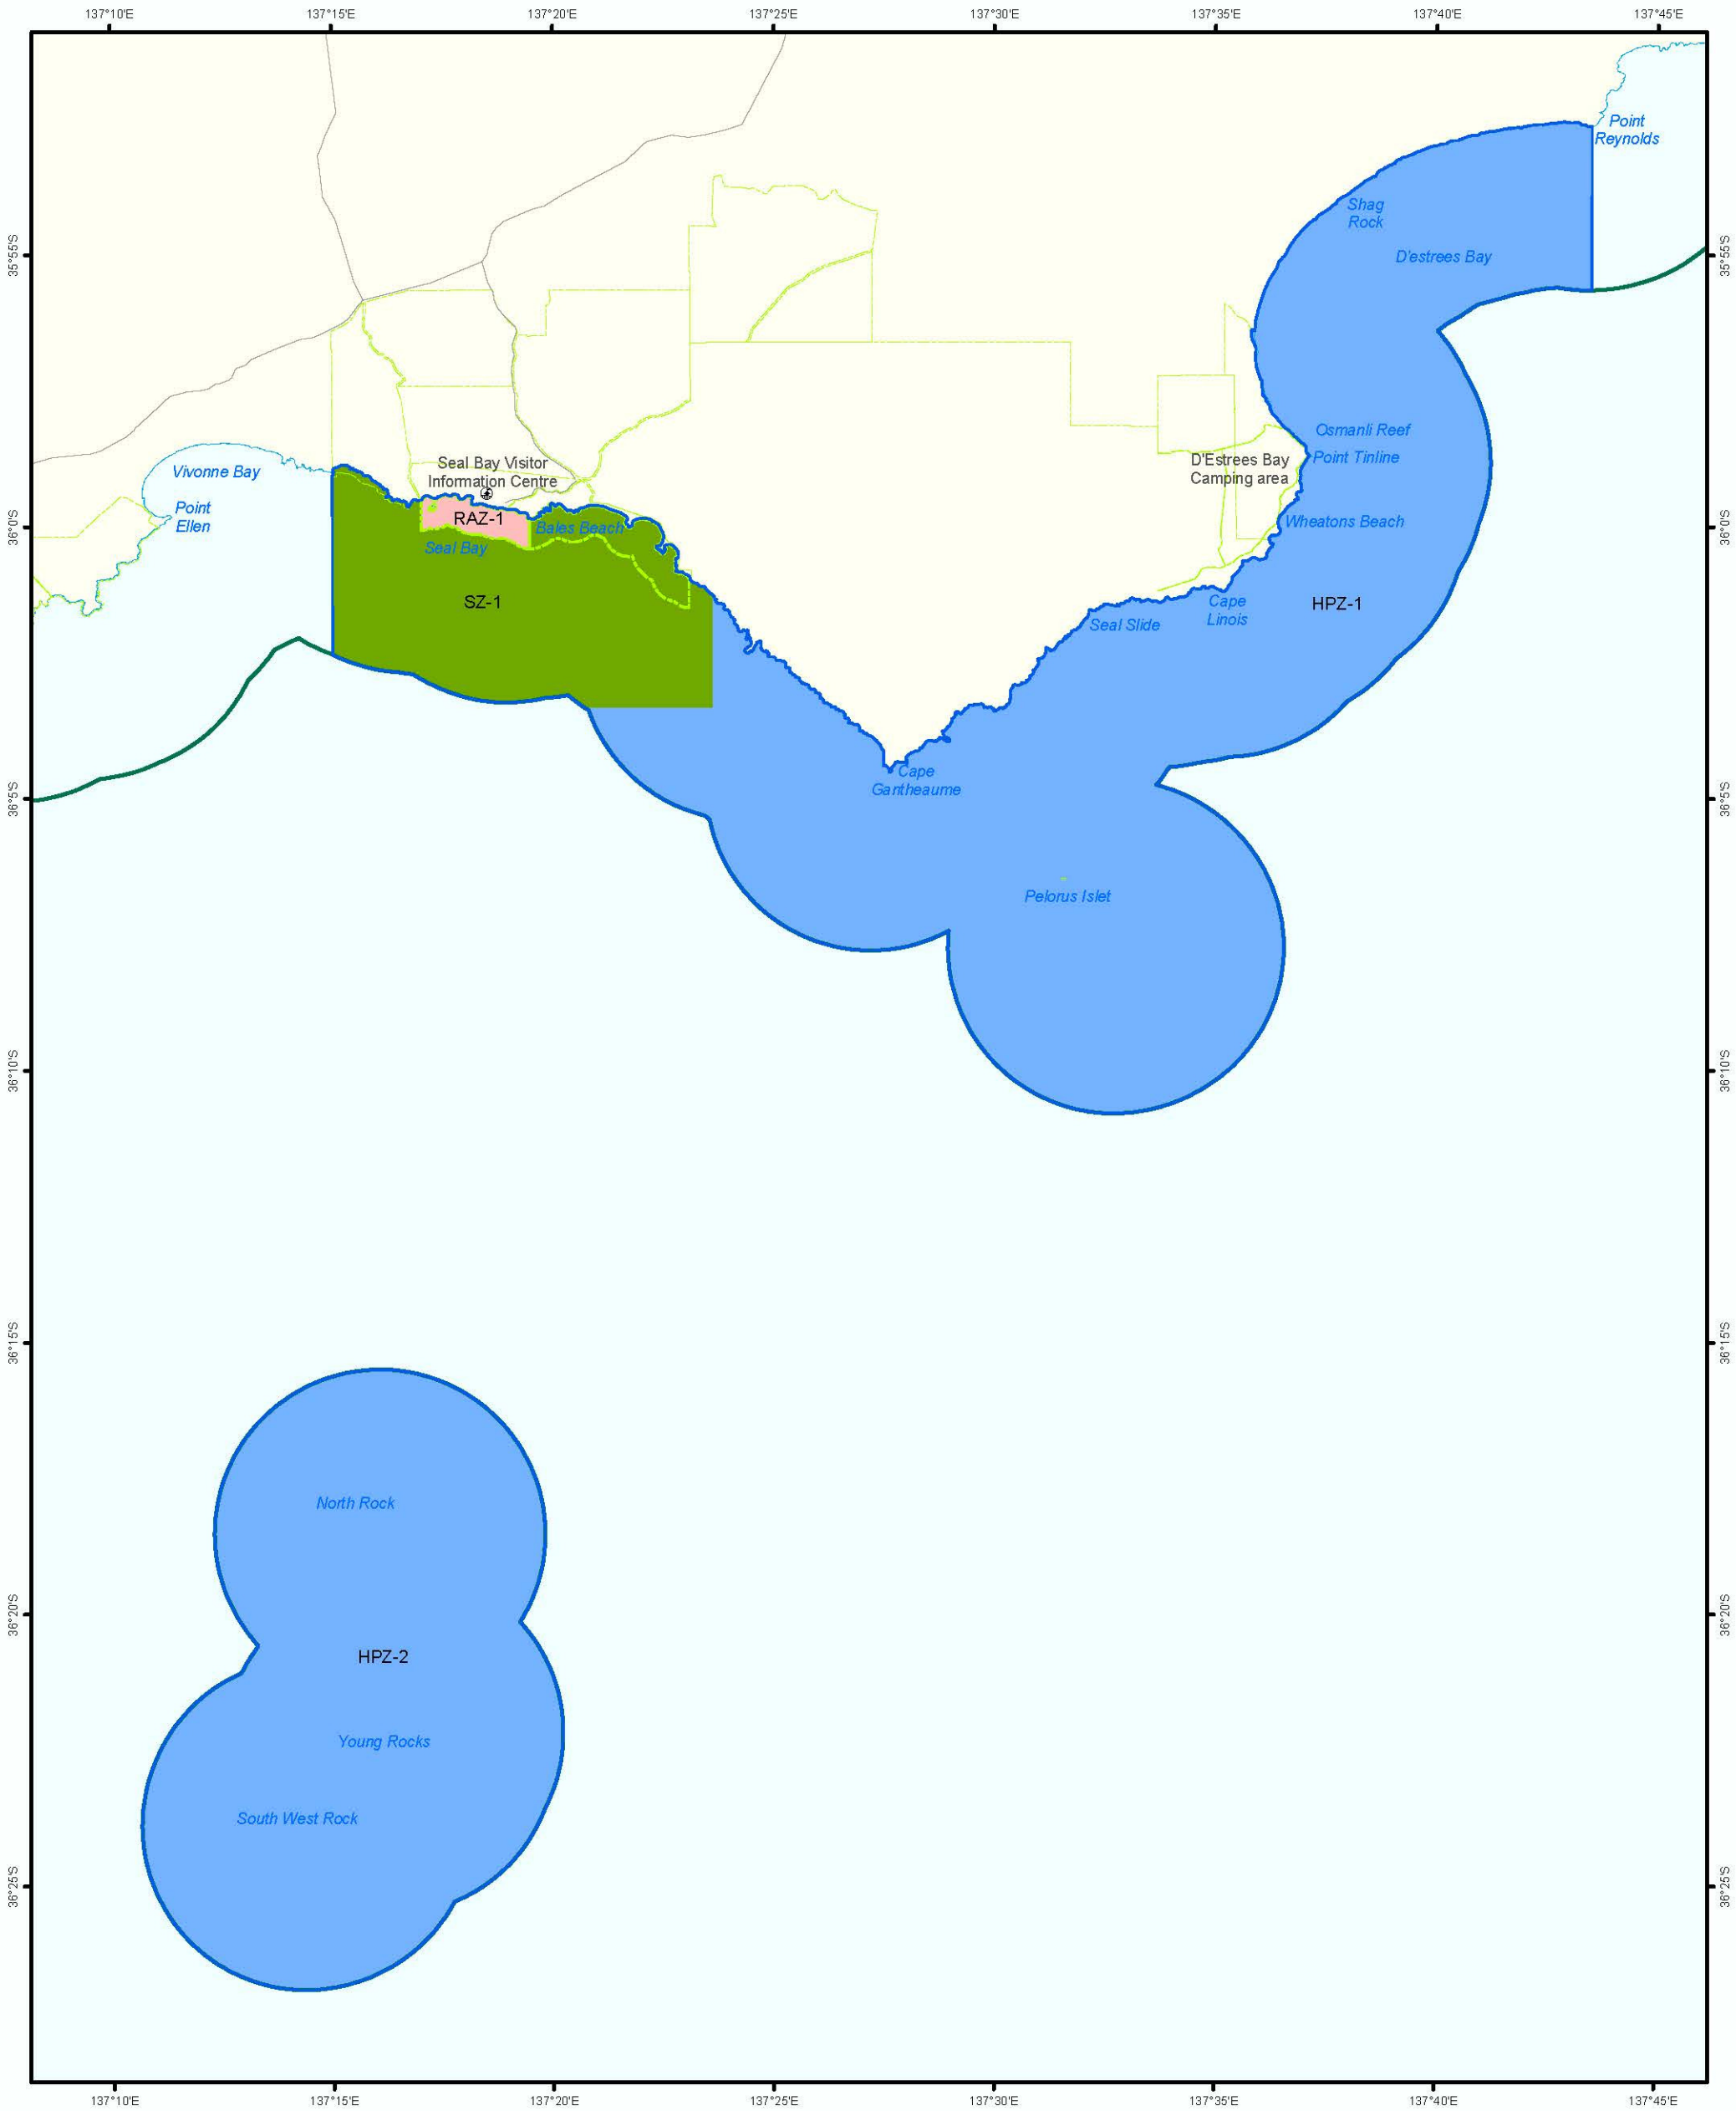 137°10'E
137°15'E
137°20'E
137°25'E
137°30'E
137°35'E
137°40'E
137°45'E
Point
Reynolds
Shag
Rock
35°55'S
D'estrees Bay
35°55'S
Osmanli Reef
Seal Bay Visitor
Information Centre
D'Estrees Bay
Camping area
Point Tinline
Vivonne Bay
Point
Ellen
RAZ-1
Bales Beach
Wheatons Beach
36°0'S
36°0'S
Seal Bay
SZ-1
Cape
Linois
HPZ-1
Seal Slide
Cape
Gantheaume
36°5'S
36°5'S
Pelorus Islet
36°10'S
36°10'S
36°15'S
36°15'S
North Rock
36°20'S
36°20'S
HPZ-2
Young Rocks
South West Rock
36°25'S
36°25'S
137°10'E
137°15'E
137°20'E
137°25'E
137°30'E
137°35'E
137°40'E
137°45'E